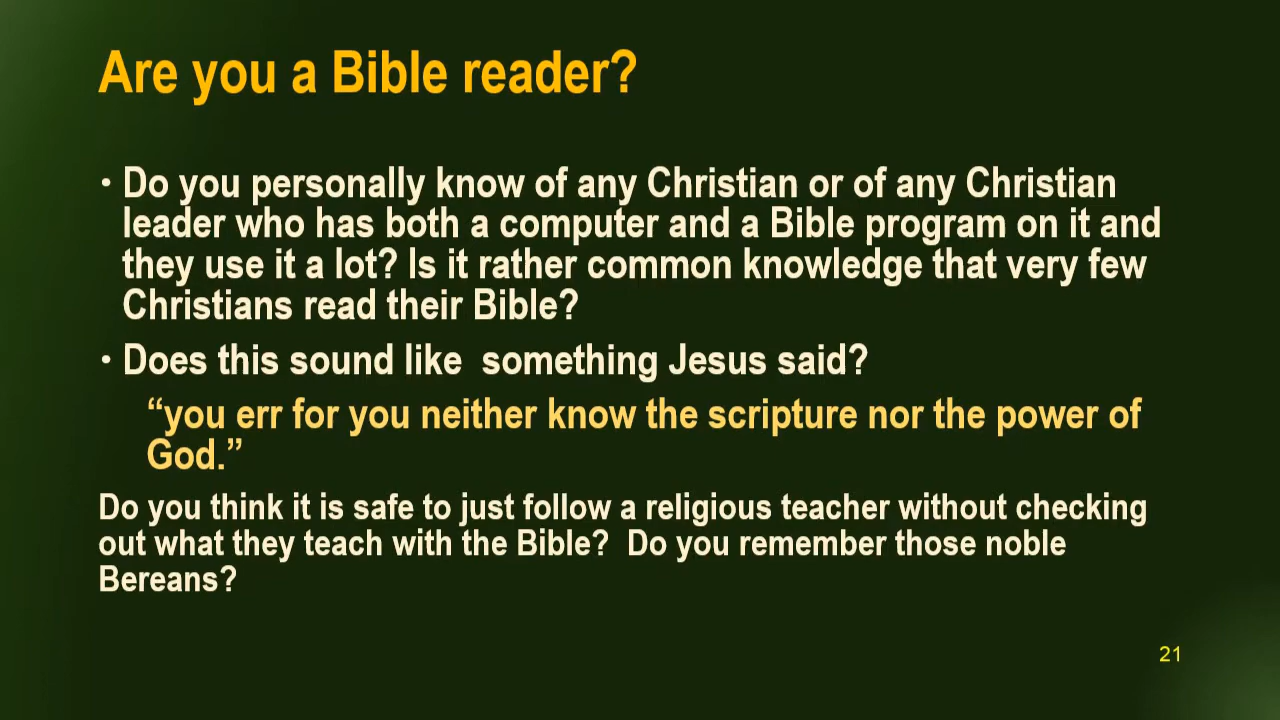 Are you a Bible reader?
• Do you personally know of any Christian or of any Christian
leader who has both a computer and a Bible program on it and
they use it a lot? Is it rather common knowledge that very few
Christians read their Bible?
• Does this sound like  something Jesus said?
“you err for you neither know the scripture nor the power of
God.”
Do you think it is safe to just follow a religious teacher without checking
out what they teach with the Bible?  Do you remember those noble
Bereans?
21